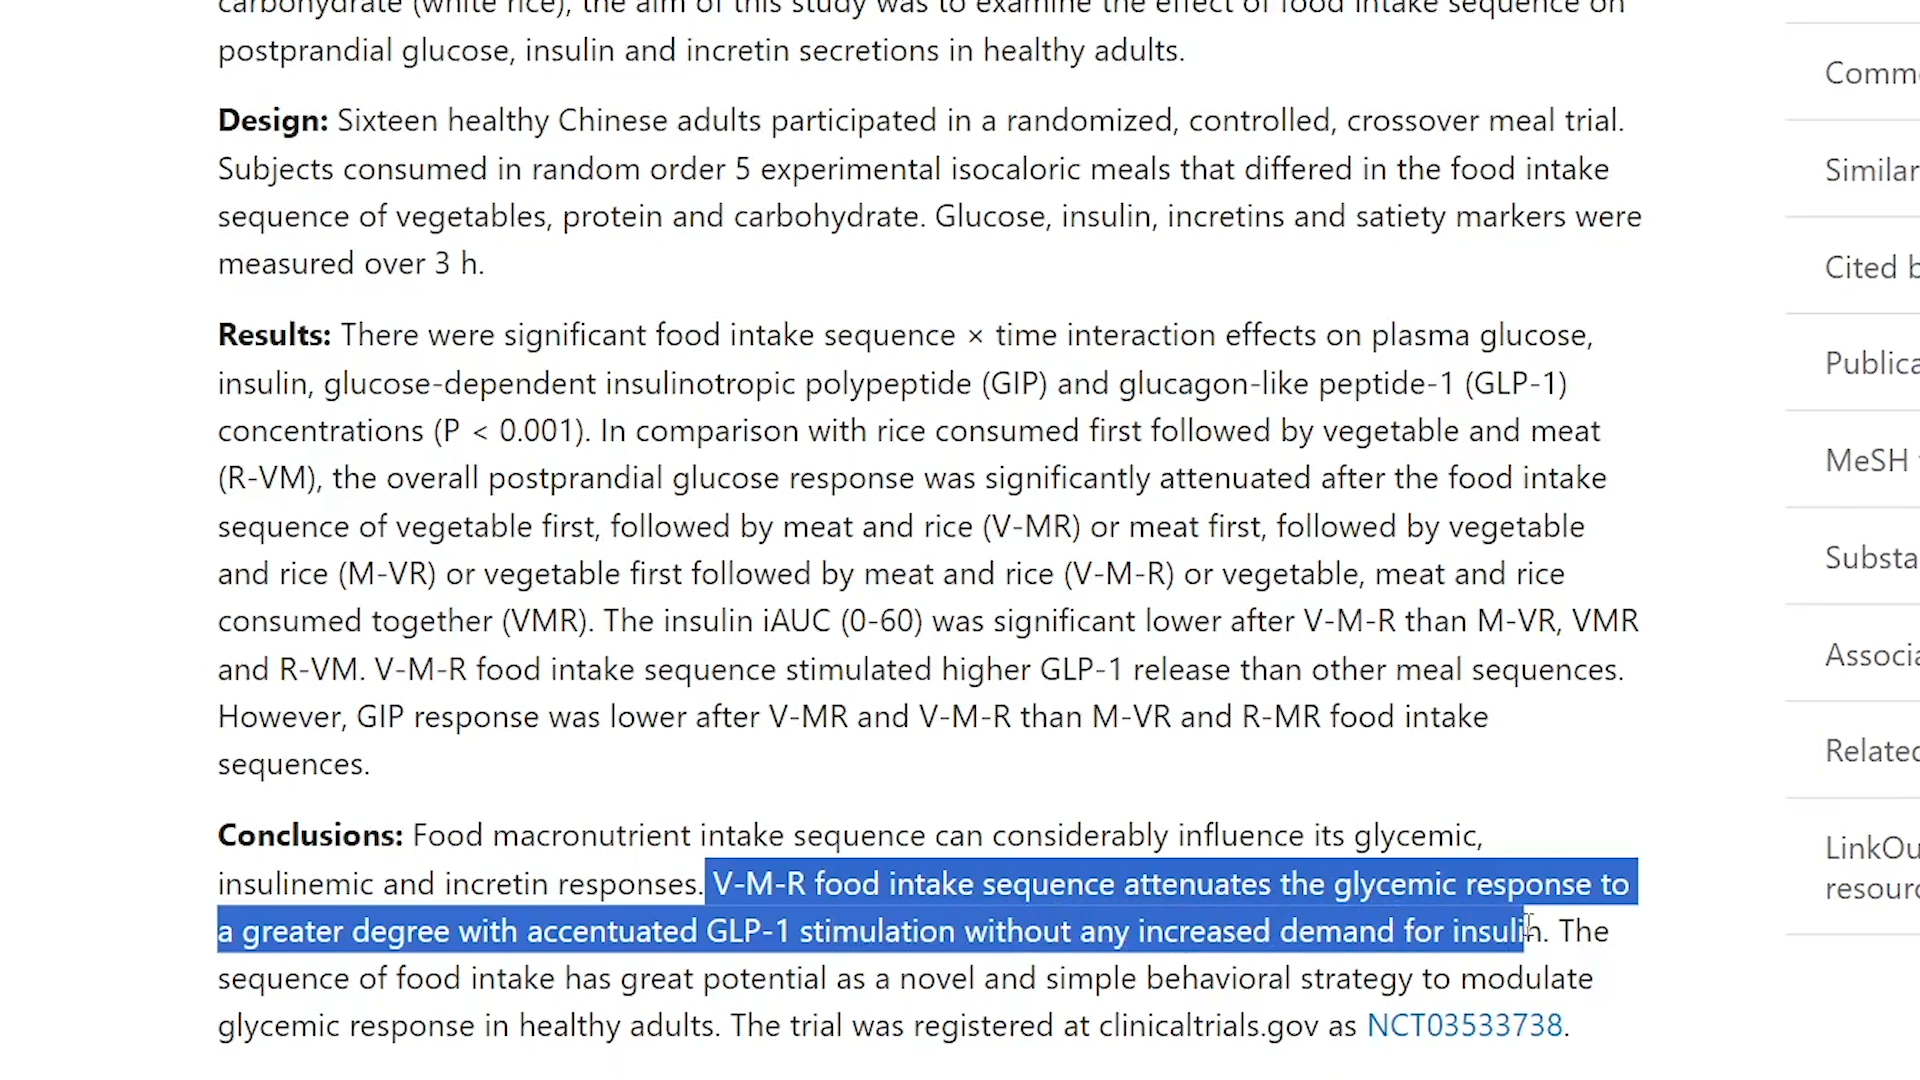 carbohydrate (white rice), the aim of this study was to examine the effect of food intake sequence on
postprandial glucose, insulin and incretin secretions in healthy adults.
Design: Sixteen healthy Chinese adults participated in a randomized, controlled, crossover meal trial.
Subjects consumed in random order 5 experimental isocaloric meals that differed in the food intake
sequence of vegetables, protein and carbohydrate. Glucose, insulin, incretins and satiety markers were
measured over 3 h.
Results: There were significant food intake sequence × time interaction effects on plasma glucose,
insulin, glucose-dependent insulinotropic polypeptide (GIP) and glucagon-like peptide-1 (GLP-1)
concentrations (P < 0.001). In comparison with rice consumed first followed by vegetable and meat
(R-VM), the overall postprandial glucose response was significantly attenuated after the food intake
sequence of vegetable first, followed by meat and rice (V-MR) or meat first, followed by vegetable
and rice (M-VR) or vegetable first followed by meat and rice (V-M-R) or vegetable, meat and rice
consumed together (VMR). The insulin iAUC (0-60) was significant lower after V-M-R than M-VR, VMR
and R-VM. V-M-R food intake sequence stimulated higher GLP-1 release than other meal sequences.
However, GIP response was lower after V-MR and V-M-R than M-VR and R-MR food intake
sequences.
Conclusions: Food macronutrient intake sequence can considerably influence its glycemic,
insulinemic and incretin responses. V-M-R food intake sequence attenuates the glycemic response to
a greater degree with accentuated GLP-1 stimulation without any increased demand for insulin. The
sequence of food intake has great potential as a novel and simple behavioral strategy to modulate
glycemic response in healthy adults. The trial was registered at clinicaltrials.gov as NCT03533738.
Comm
Similar
Cited b
Publica
MeSH
Substa
Associa
Related
LinkOu
resourc